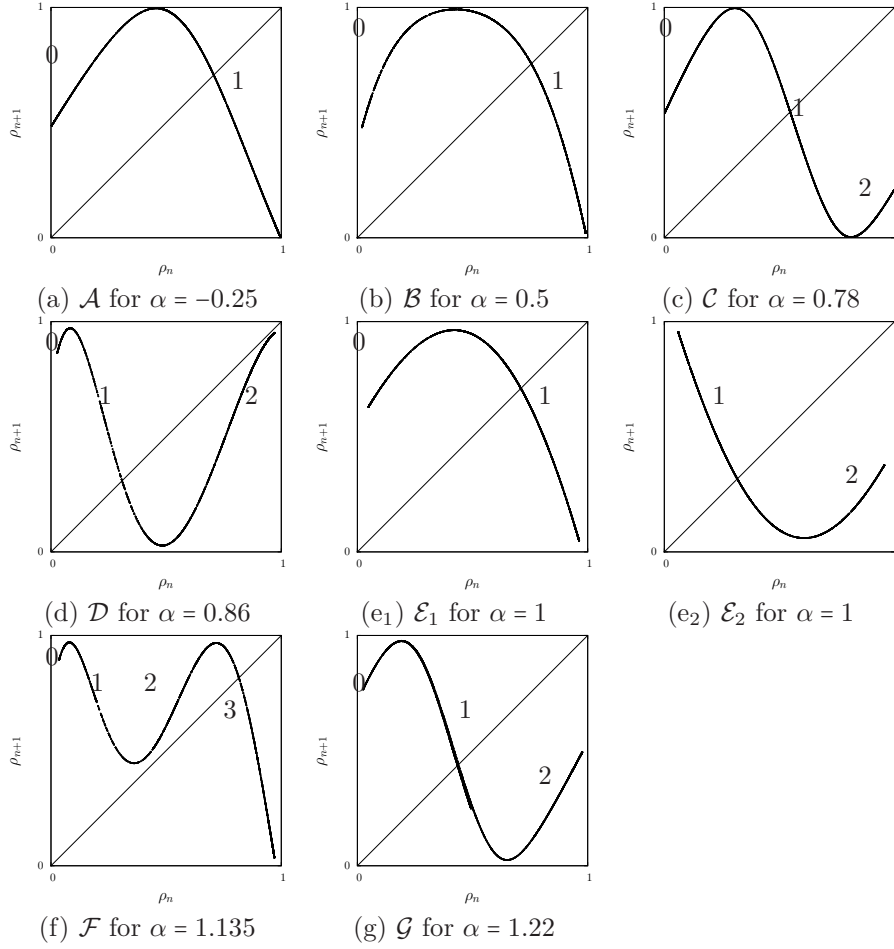 1
0
1
ρn+1
0
0
1
ρn
(a) 𝒜 for α = −0.25
1
0
1
ρn+1
0
0
1
ρn
(b) ℬ for α = 0.5
1
0
1
2
ρn+1
0
0
1
ρn
(c) 𝒞 for α = 0.78
1
0
1
2
ρn+1
0
0
1
ρn
(d) 𝒟 for α = 0.86
1
0
1
ρn+1
0
0
1
ρn
(e₁) ℰ₁ for α = 1
1
1
2
ρn+1
0
0
1
ρn
(e₂) ℰ₂ for α = 1
1
0
1
2
3
ρn+1
0
0
1
ρn
(f) ℱ for α = 1.135
1
0
1
2
ρn+1
0
0
1
ρn
(g) 𝒢 for α = 1.22